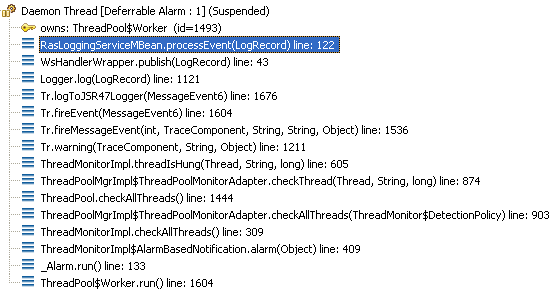 Daemon Thread [Deferrable Alarm : 1] (Suspended)
owns: ThreadPool$Worker (id=1493)
RasLoggingServiceMBean.processEvent(LogRecord) line: 122
WsHandlerWrapper.publish(LogRecord) line: 43
Logger.log(LogRecord) line: 1121
Tr.logToJSR47Logger(MessageEvent6) line: 1676
Tr.fireEvent(MessageEvent6) line: 1604
Tr.fireMessageEvent(int, TraceComponent, String, String, Object) line: 1536
Tr.warning(TraceComponent, String, Object) line: 1211
ThreadMonitorImpl.threadIsHung(Thread, String, long) line: 605
ThreadPoolMgrImpl$ThreadPoolMonitorAdapter.checkThread(Thread, String, long) line: 874
ThreadPool.checkAllThreads() line: 1444
ThreadPoolMgrImpl$ThreadPoolMonitorAdapter.checkAllThreads(ThreadMonitor$DetectionPolicy) line: 903
ThreadMonitorImpl.checkAllThreads() line: 309
ThreadMonitorImpl$AlarmBasedNotification.alarm(Object) line: 409
_Alarm.run() line: 133
ThreadPool$Worker.run() line: 1604